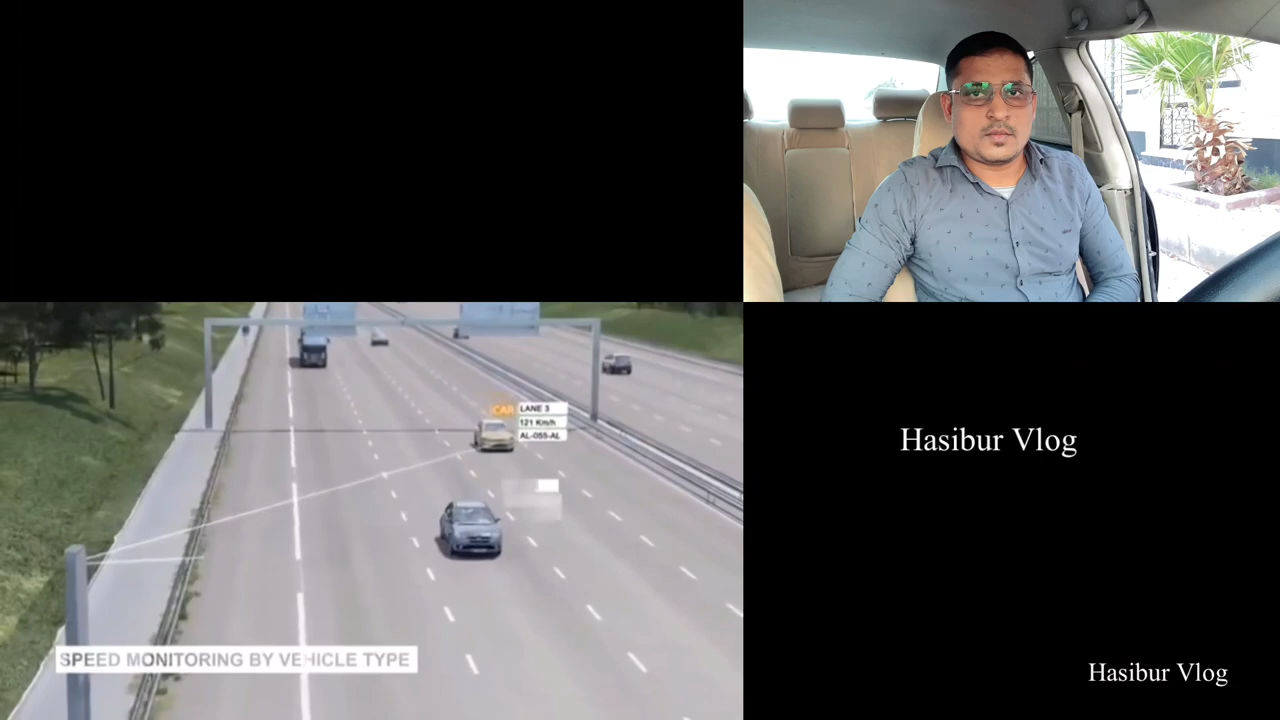 CAR
LANE 3
121 Km/h
AL-055-AL
Hasibur Vlog
SPEED MONITORING BY VEHICLE TYPE
Hasibur Vlog